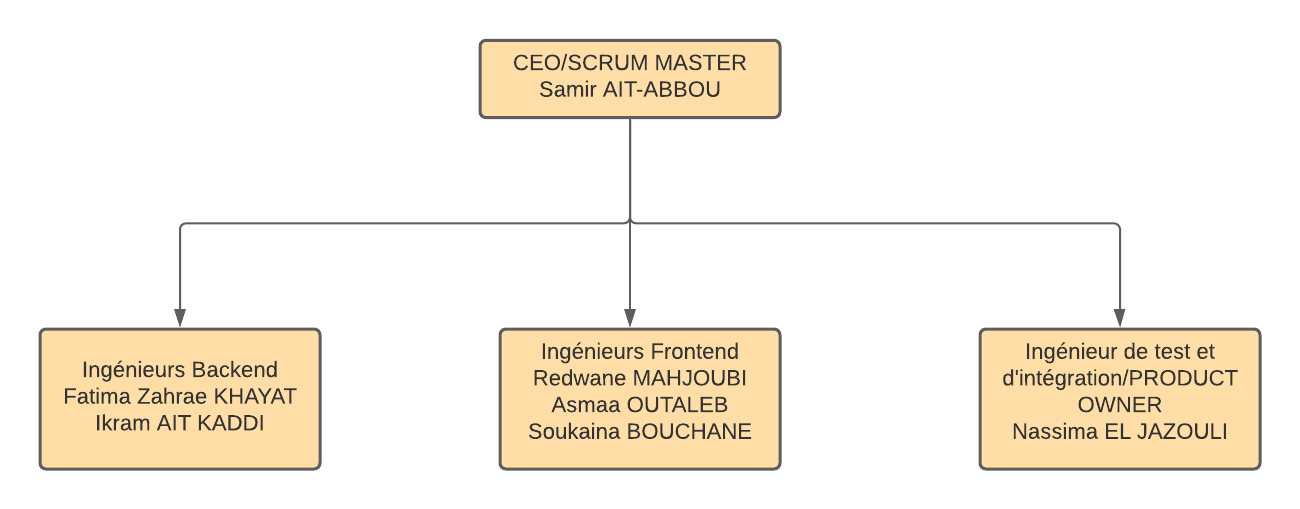 CEO/SCRUM MASTER
Samir AIT-ABBOU
Ingénieurs Backend
Fatima Zahrae KHAYAT
Ikram AIT KADDI
Ingénieurs Frontend
Redwane MAHJOUBI
Asmaa OUTALEB
Soukaina BOUCHANE
Ingénieur de test et
d'intégration/PRODUCT
OWNER
Nassima EL JAZOULI